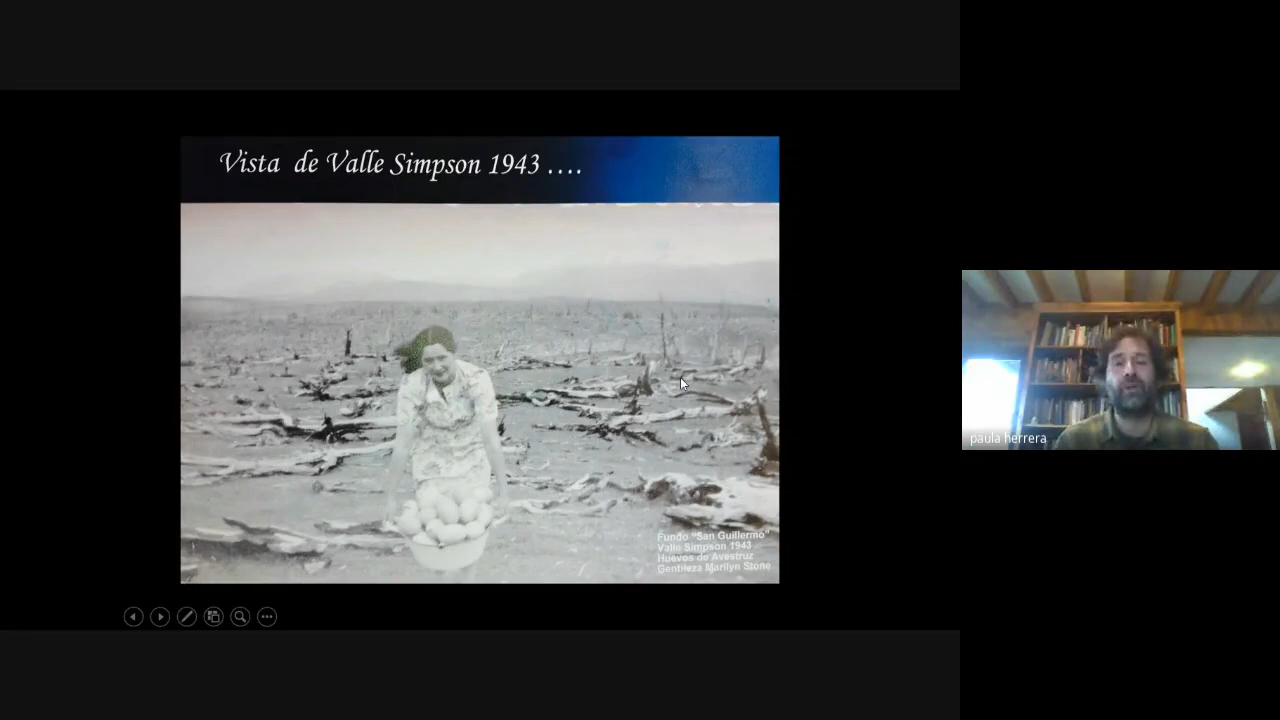 Vista de Valle Simpson 1943 ....
Fundo "San Guillermo"
Valle Simpson 1943
Huevos de Avestruz
Gentileza Marilyn Stone
paula herrera